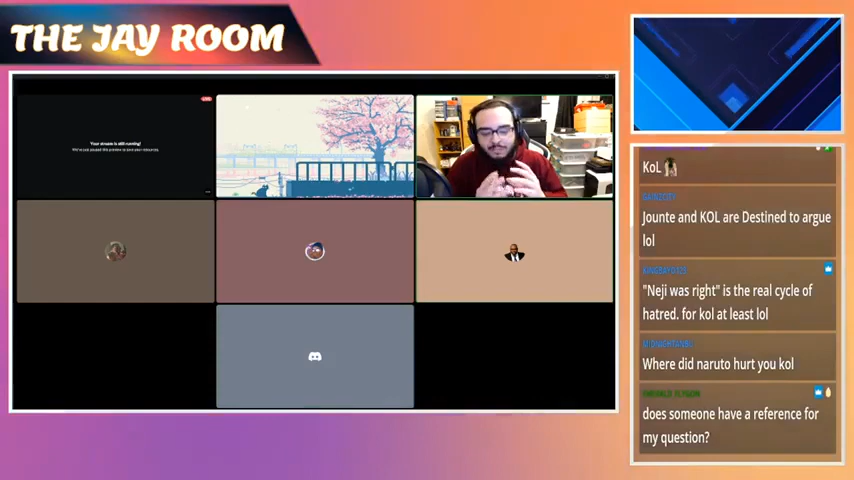 THE JAY ROOM
LIVE
Your stream is still running!
KoL
Jounte and KOL are Destined to argue
lol
"Neji was right" is the real cycle of
hatred. for kol at least lol
Where did naruto hurt you kol
does someone have a reference for
my question?